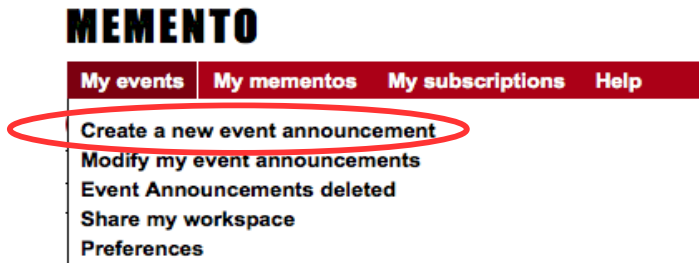 MEMENTO
My events My mementos My subscriptions Help
Create a new event announcement
Modify my event announcements
Event Announcements deleted
Share my workspace
Preferences